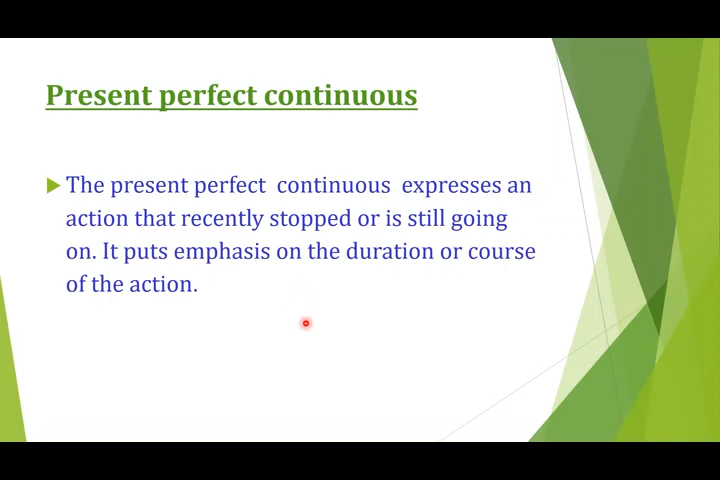 Present perfect continuous
The present perfect continuous expresses an
action that recently stopped or is still going
on. It puts emphasis on the duration or course
of the action.